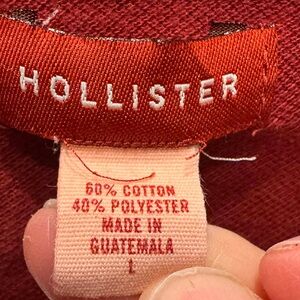 HOLLISTER
60% COTTON
40% POLYESTER
MADE IN
GUATEMALA
L